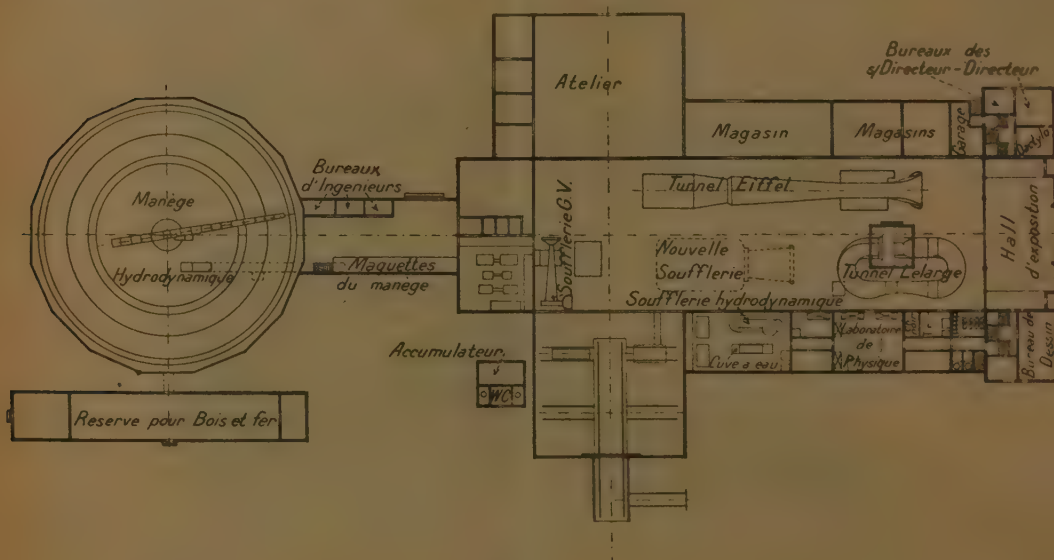 Bureaux des
s/Directeur-Directeur
Atelier
Magasin
Magasins
Garage
Dactylo
Bureaux
d'Ingenieurs
Manège
Tunnel Eiffel.
Soufflerie G.V.
Hall
d'exposition
Nouvelle
Soufflerie
Hydrodynamique
Maquettes
du manège
Tunnel Lelarge
Soufflerie hydrodynamique
Laboratoire
de
Physique
Cuve a eau
Bureau de
Dessin
Accumulateur.
WC
Reserve pour Bois et fer